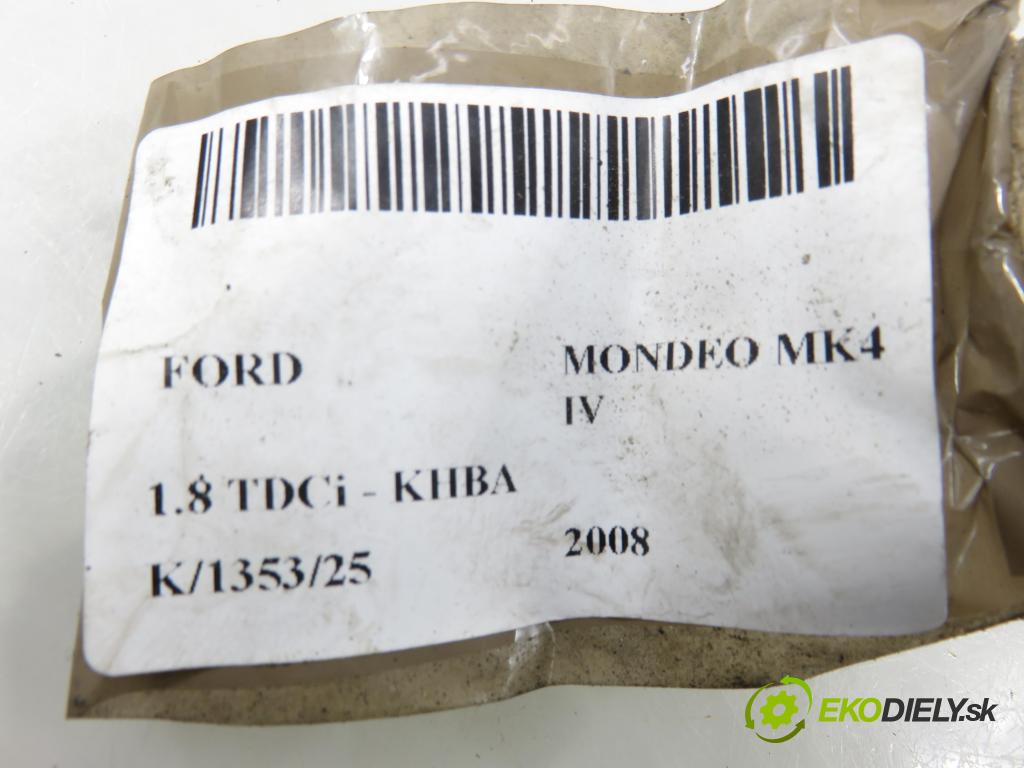 FORD
MONDEO MK4
IV
1.8 TDCi - KHBA
2008
K/1353/25
EKODIELY.sk